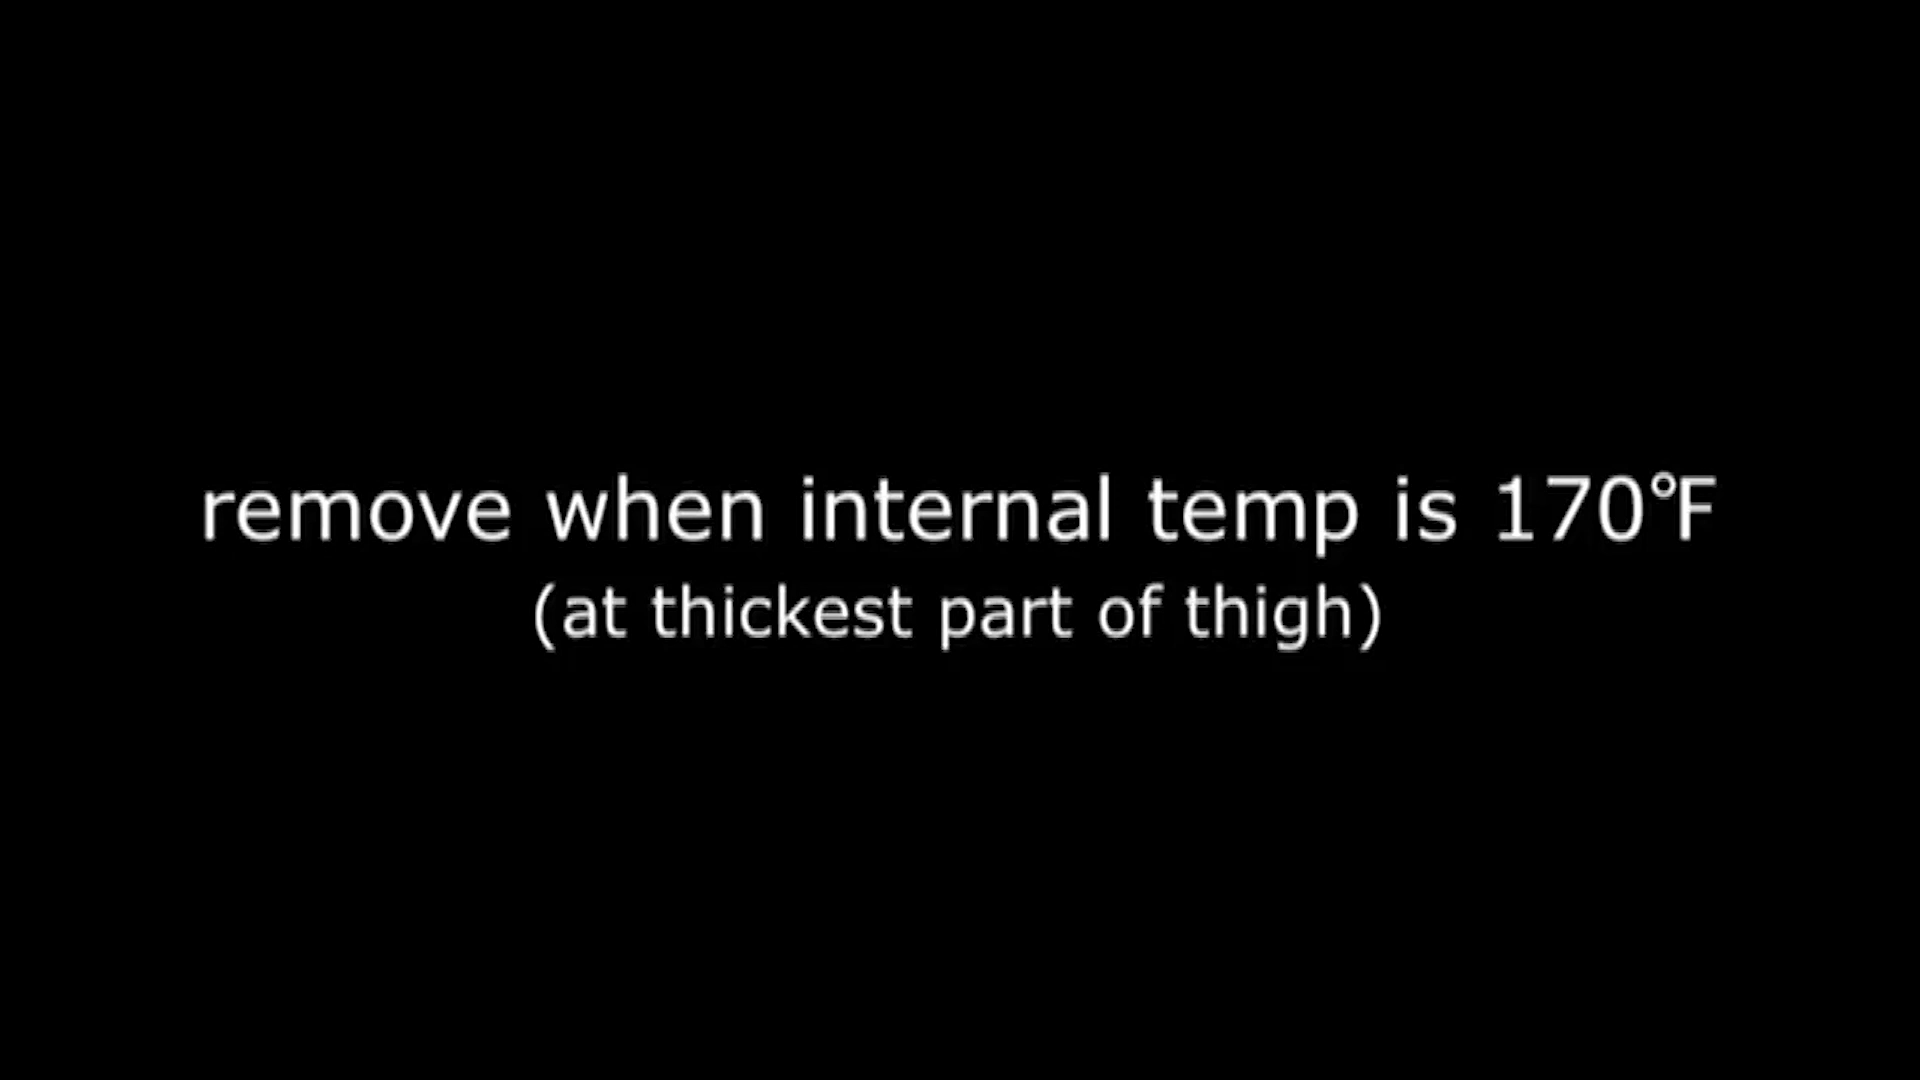 remove when internal temp is 170°F
(at thickest part of thigh)